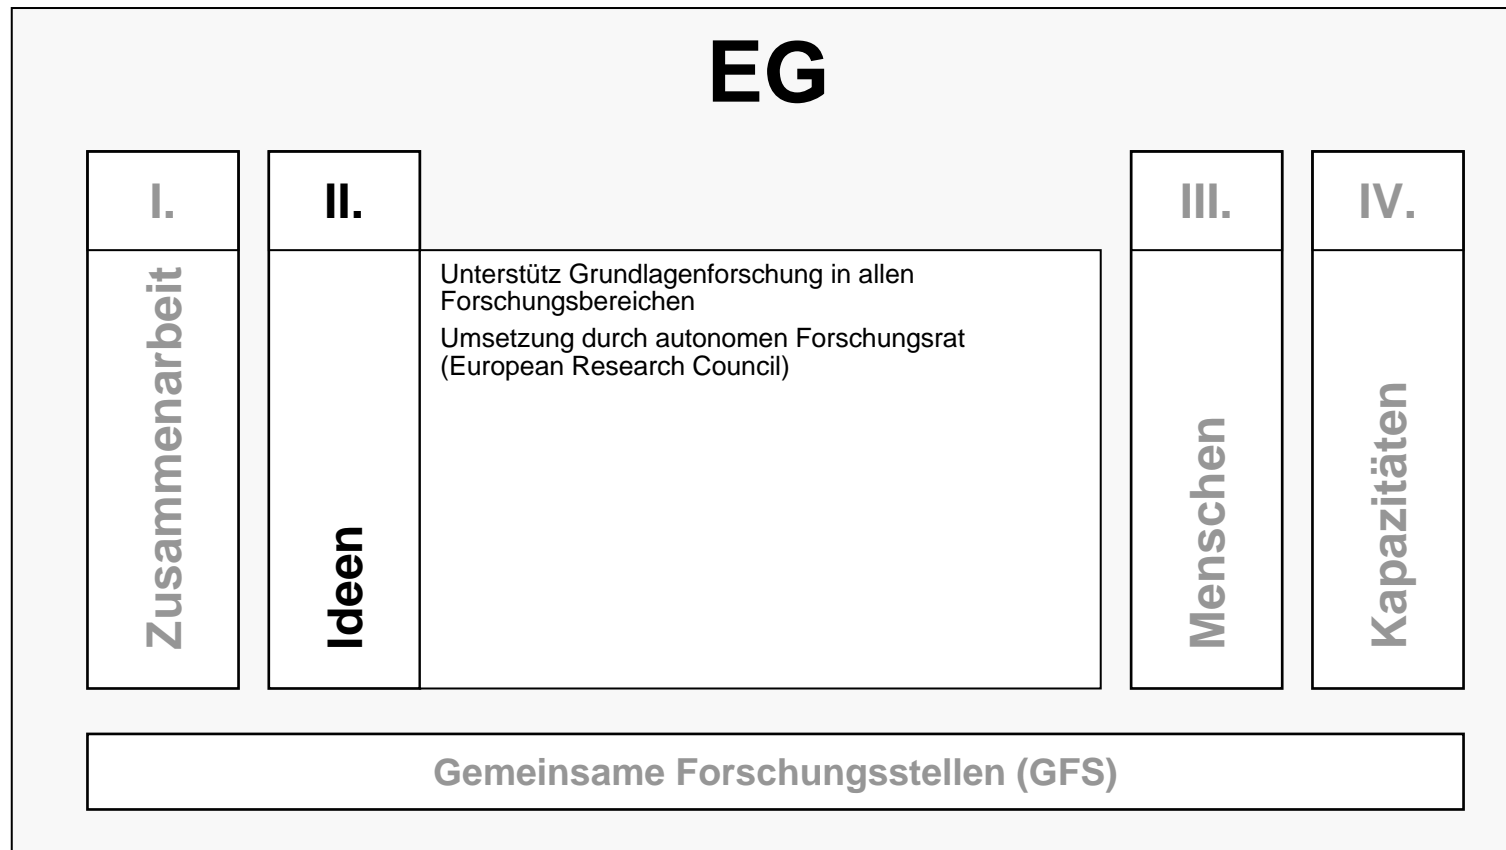 EG
I.
Zusammenarbeit
II.
Ideen
Unterstütz Grundlagenforschung in allen
Forschungsbereichen
Umsetzung durch autonomen Forschungsrat
(European Research Council)
III.
Menschen
IV.
Kapazitäten
Gemeinsame Forschungsstellen (GFS)